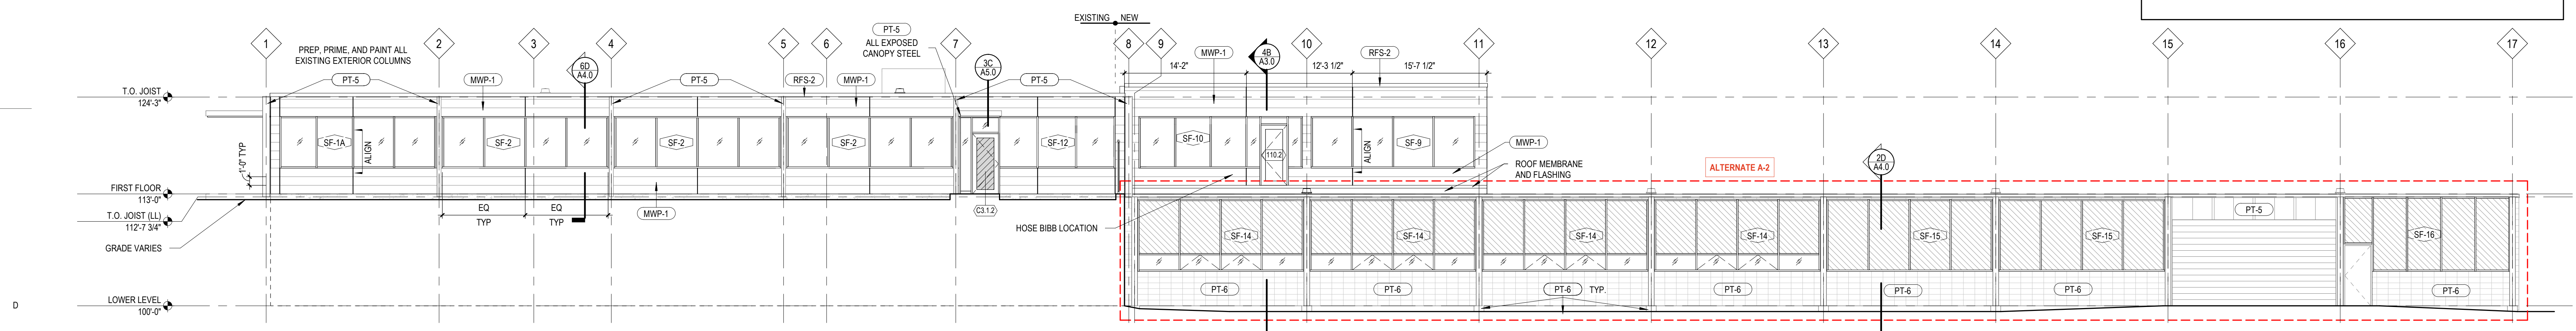 EXISTING NEW
1
2
3
4
5
6
7
8
9
10
11
12
13
14
15
16
17
PREP, PRIME, AND PAINT ALL
EXISTING EXTERIOR COLUMNS
PT-5
MWP-1
6D
A4.0
PT-5
RFS-2
MWP-1
PT-5
ALL EXPOSED
CANOPY STEEL
3C
A5.0
PT-5
14'-2"
MWP-1
4B
A3.0
12'-3 1/2"
RFS-2
15'-7 1/2"
T.O. JOIST
124'-3"
SF-1A
ALIGN
SF-2
SF-2
SF-2
SF-12
SF-10
110.2
ALIGN
SF-9
MWP-1
ROOF MEMBRANE
AND FLASHING
ALTERNATE A-2
2D
A4.0
1'-0" TYP
FIRST FLOOR
113'-0"
T.O. JOIST (LL)
112'-7 3/4"
GRADE VARIES
EQ
TYP
EQ
TYP
MWP-1
C3.1.2
HOSE BIBB LOCATION
SF-14
SF-14
SF-14
SF-14
SF-15
SF-15
PT-5
SF-16
PT-6
PT-6
PT-6
TYP.
PT-6
PT-6
PT-6
PT-6
D
LOWER LEVEL
100'-0"